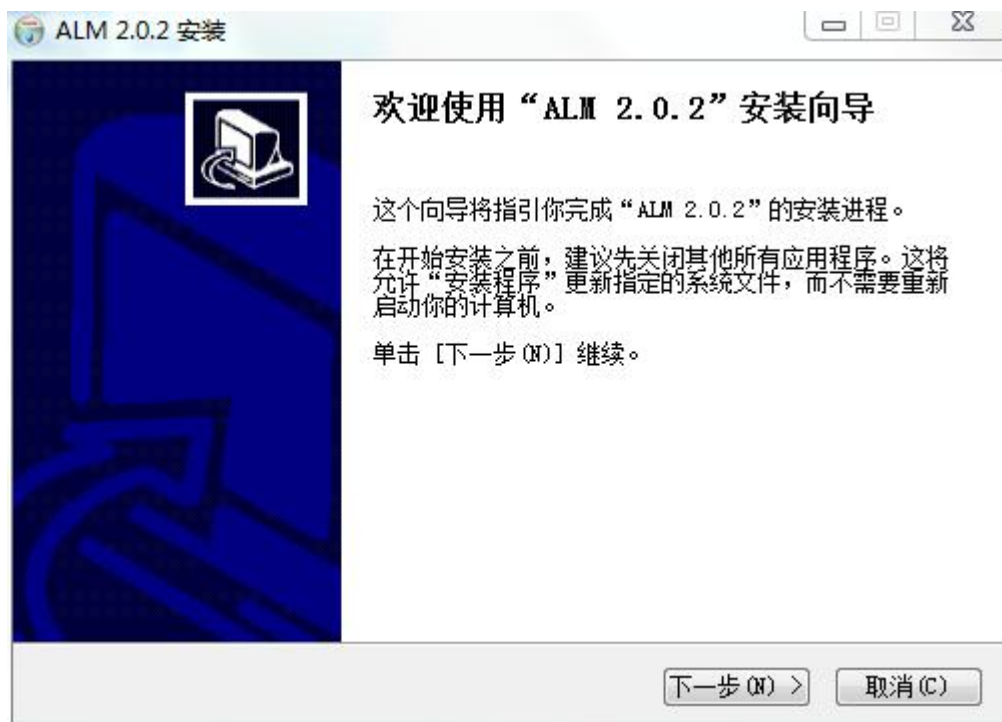 ALM 2.0.2 安装
欢迎使用“ALM 2.0.2”安装向导
这个向导将指引你完成“ALM 2.0.2”的安装进程。
在开始安装之前，建议先关闭其他所有应用程序。这将
允许“安装程序”更新指定的系统文件，而不需要重新
启动你的计算机。
单击 [下一步(N)] 继续。
下一步(N) >
取消(C)